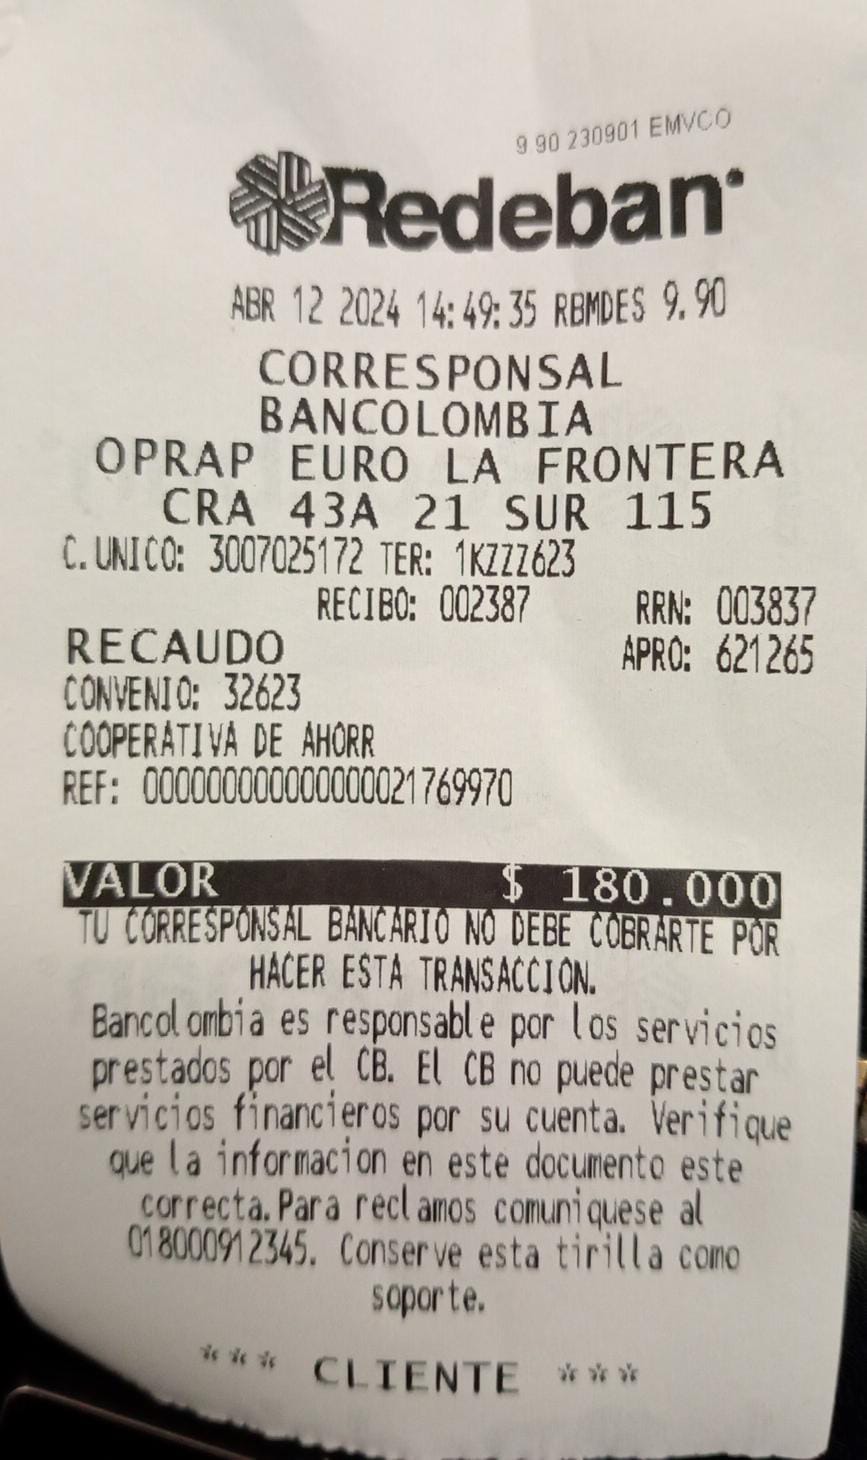 9 90 230901 EMVCO
Redeban
ABR 12 2024 14:49:35 RBMDES 9.90
CORRESPONSAL
BANCOLOMBIA
OPRAP EURO LA FRONTERA
CRA 43A 21 SUR 115
C.UNICO: 3007025172 TER: 1KZZZ623
RECIBO: 002387 RRN: 003837
RECAUDO APRO: 621265
CONVENIO: 32623
COOPERATIVA DE AHORR
REF: 000000000000000021769970
VALOR $ 180.000
TU CORRESPONSAL BANCARIO NO DEBE COBRARTE POR
HACER ESTA TRANSACCION.
Bancolombia es responsable por los servicios
prestados por el CB. El CB no puede prestar
servicios financieros por su cuenta. Verifique
que la informacion en este documento este
correcta.Para reclamos comuniquese al
018000912345. Conserve esta tirilla como
soporte.
*** CLIENTE ***